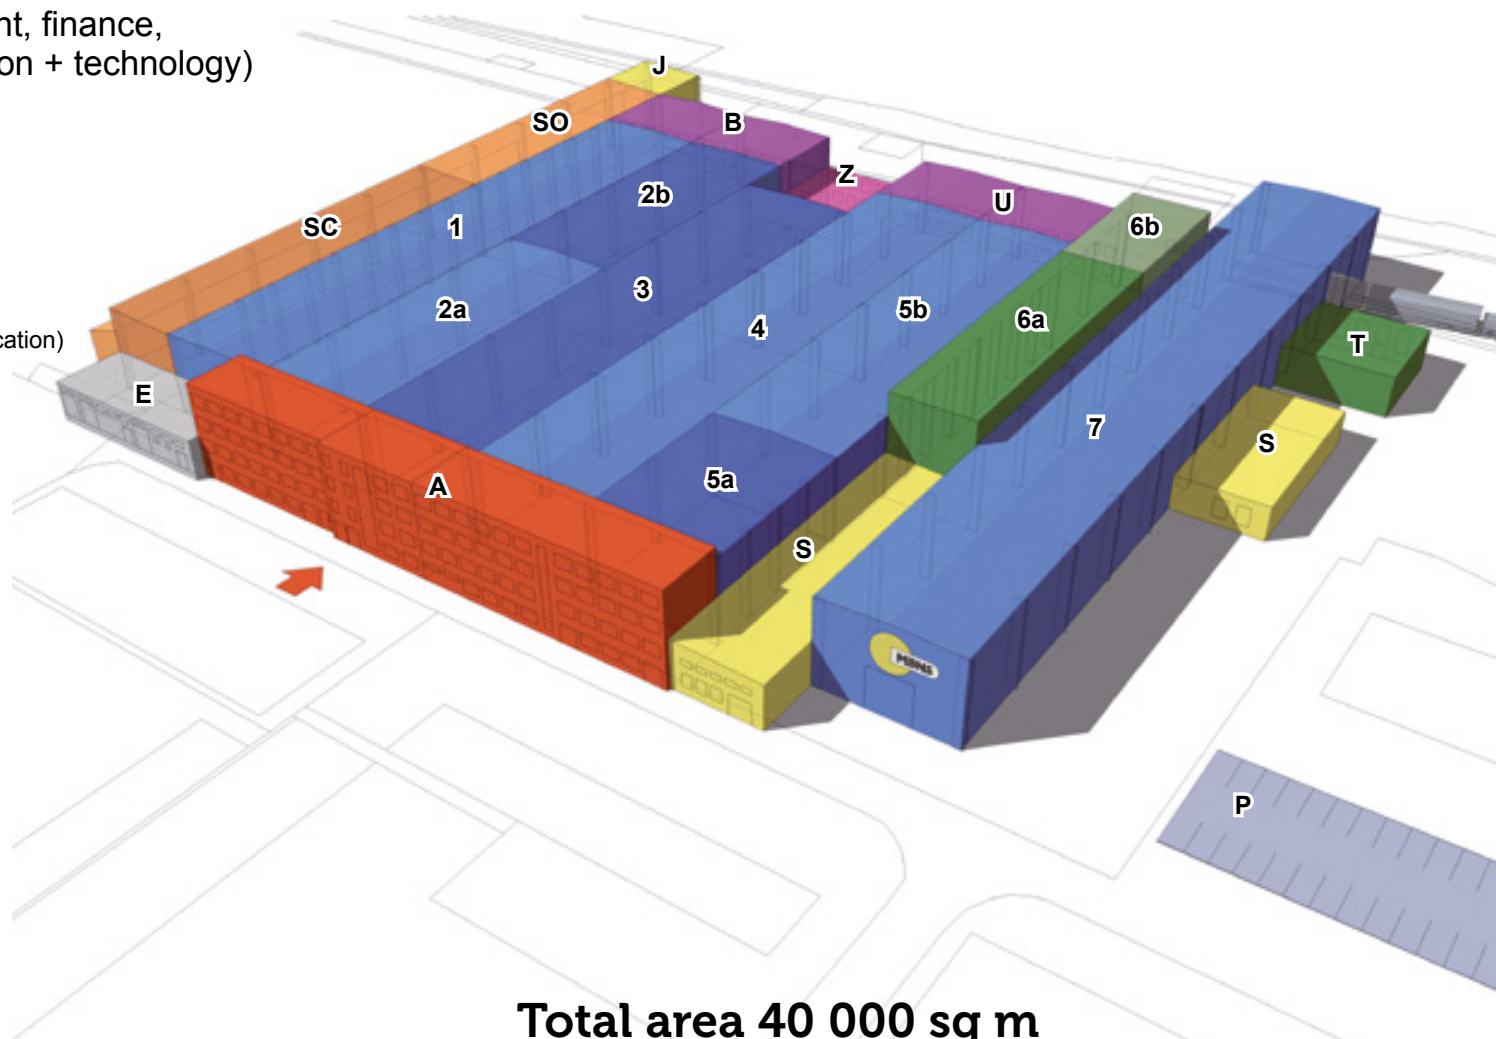 nt, finance,
on + technology)
J
SO
B
Z
2b
U
SC
1
6b
2a
3
5b
6a
4
T
E
7
S
A
5a
S
P
cation)
Total area 40 000 sq m